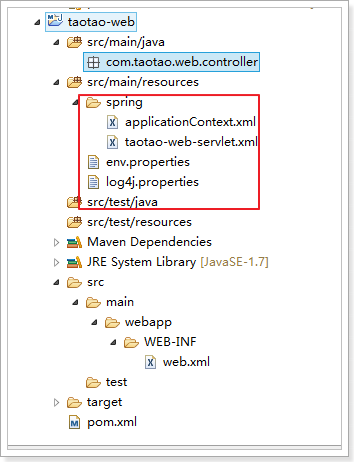 taotao-web
src/main/java
com.taotao.web.controller
src/main/resources
spring
applicationContext.xml
taotao-web-servlet.xml
env.properties
log4j.properties
src/test/java
src/test/resources
Maven Dependencies
JRE System Library [JavaSE-1.7]
src
main
webapp
WEB-INF
web.xml
test
target
pom.xml